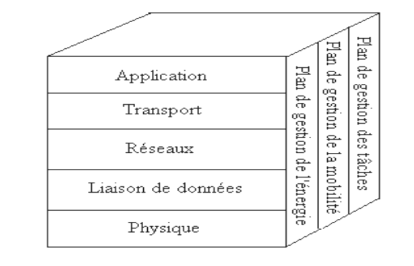 Application
Transport
Réseaux
Liaison de données
Physique
Plan de gestion de l'énergie
Plan de gestion de la mobilité
Plan de gestion des tâches